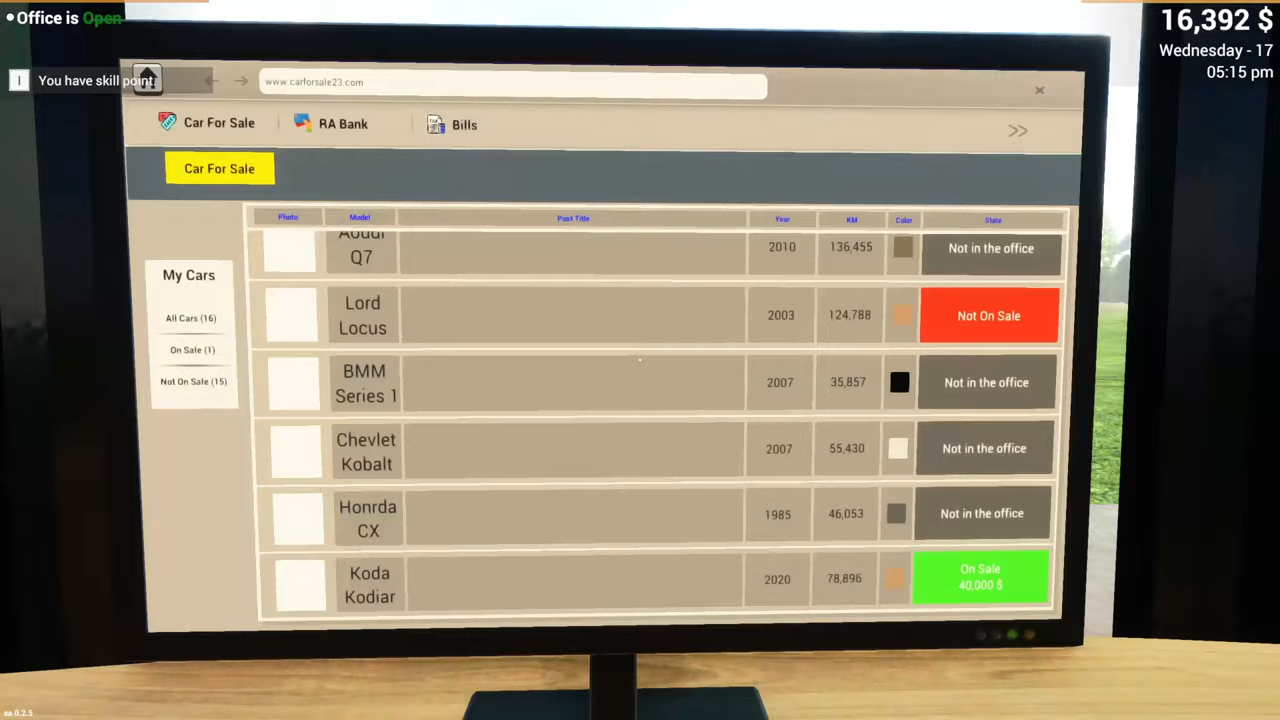 •Office is Open
16,392 $
Wednesday - 17
05:15 pm
I You have skill point.
www.carforsale23.com
×
Car For Sale RA Bank Bills >>
Car For Sale
Photo Model Post Title Year KM Color State
My Cars
All Cars (16)
On Sale (1)
Not On Sale (15)
Aoudi
Q7 2010 136,455 Not in the office
Lord
Locus 2003 124,788 Not On Sale
BMM
Series 1 2007 35,857 Not in the office
Chevlet
Kobalt 2007 55,430 Not in the office
Honrda
CX 1985 46,053 Not in the office
Koda
Kodiar 2020 78,896 On Sale
40,000 $
ea 0.2.5